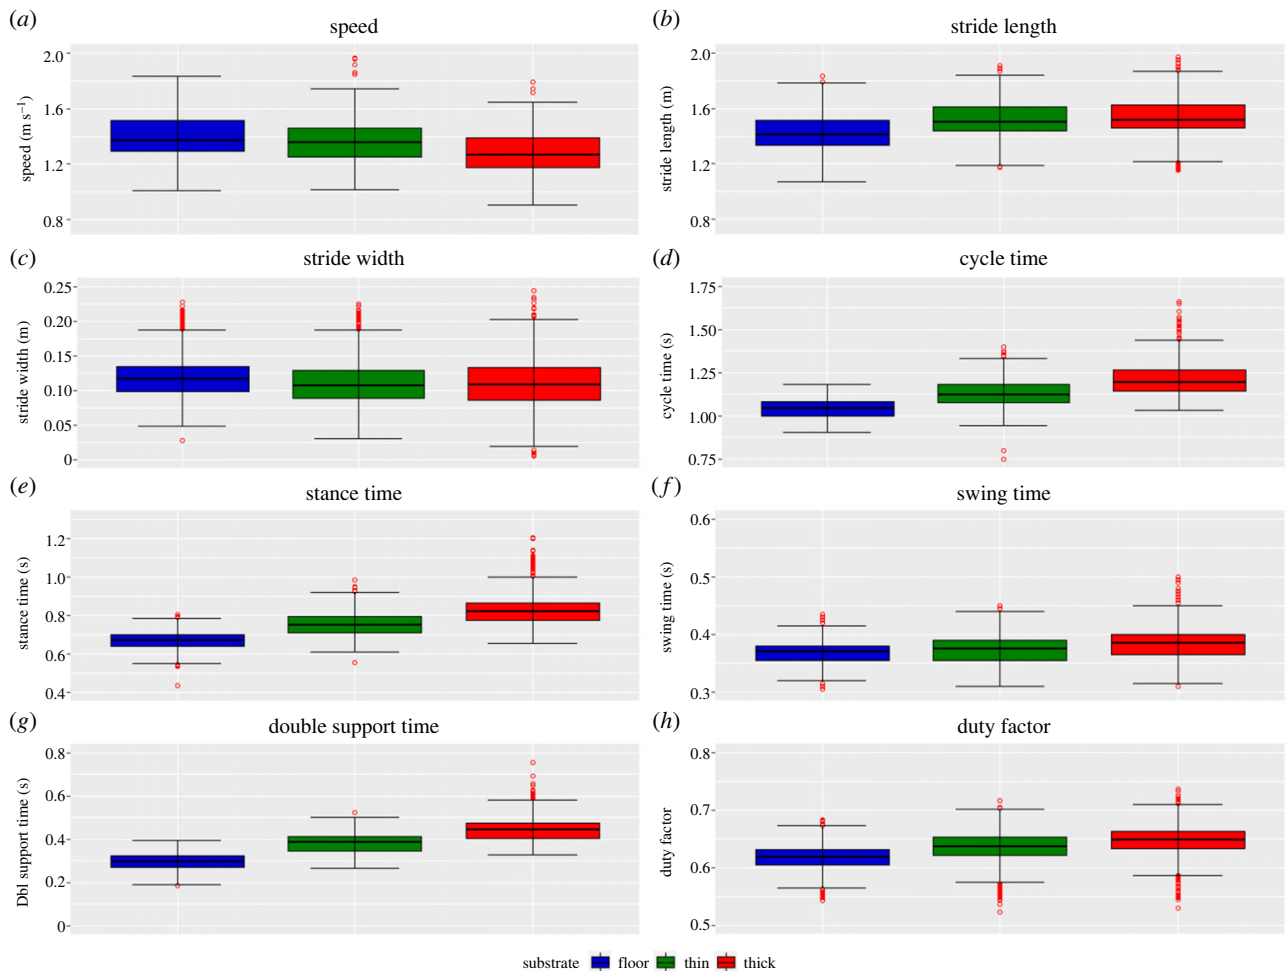 (a) speed
speed (m s⁻¹)
2.0
1.6
1.2
0.8
(b) stride length
stride length (m)
2.0
1.6
1.2
0.8
(c) stride width
stride width (m)
0.25
0.20
0.15
0.10
0.05
0
(d) cycle time
cycle time (s)
1.75
1.50
1.25
1.00
0.75
(e) stance time
stance time (s)
1.2
1.0
0.8
0.6
0.4
(f) swing time
swing time (s)
0.6
0.5
0.4
0.3
(g) double support time
Dbl support time (s)
0.8
0.6
0.4
0.2
0
(h) duty factor
duty factor
0.8
0.7
0.6
0.5
substrate floor thin thick